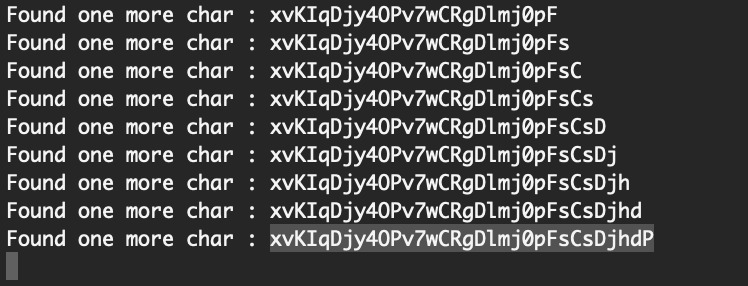 Found one more char : xvKIqDjy4OPv7wCRgDlmj0pF
Found one more char : xvKIqDjy4OPv7wCRgDlmj0pFs
Found one more char : xvKIqDjy4OPv7wCRgDlmj0pFsC
Found one more char : xvKIqDjy4OPv7wCRgDlmj0pFsCs
Found one more char : xvKIqDjy4OPv7wCRgDlmj0pFsCsD
Found one more char : xvKIqDjy4OPv7wCRgDlmj0pFsCsDj
Found one more char : xvKIqDjy4OPv7wCRgDlmj0pFsCsDjh
Found one more char : xvKIqDjy4OPv7wCRgDlmj0pFsCsDjhd
Found one more char : xvKIqDjy4OPv7wCRgDlmj0pFsCsDjhdP